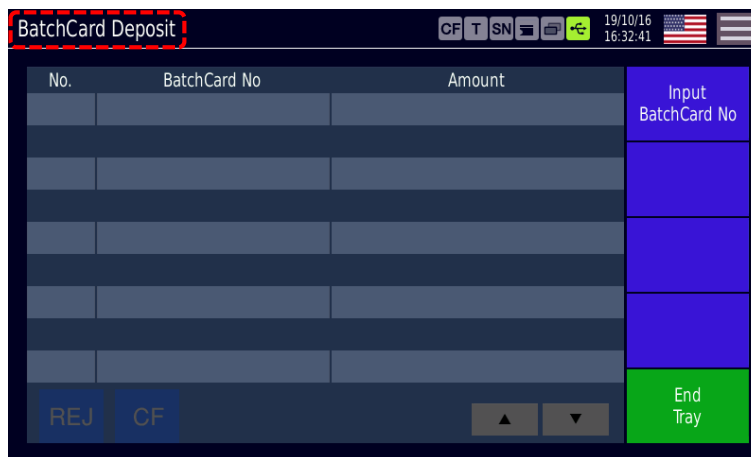 BatchCard Deposit
CF T SN
19/10/16
16:32:41
No. BatchCard No Amount
Input
BatchCard No
REJ CF
▲ ▼
End
Tray